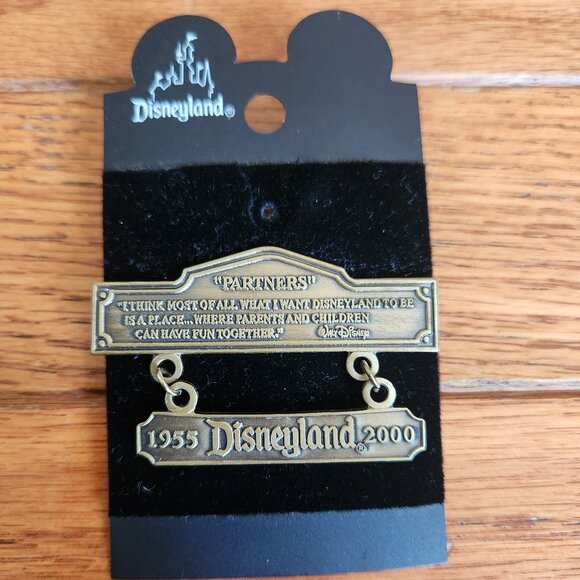 Disneyland®
"PARTNERS"
"I THINK MOST OF ALL WHAT I WANT DISNEYLAND TO BE
IS A PLACE... WHERE PARENTS AND CHILDREN
CAN HAVE FUN TOGETHER." Walt Disney
1955 Disneyland® 2000